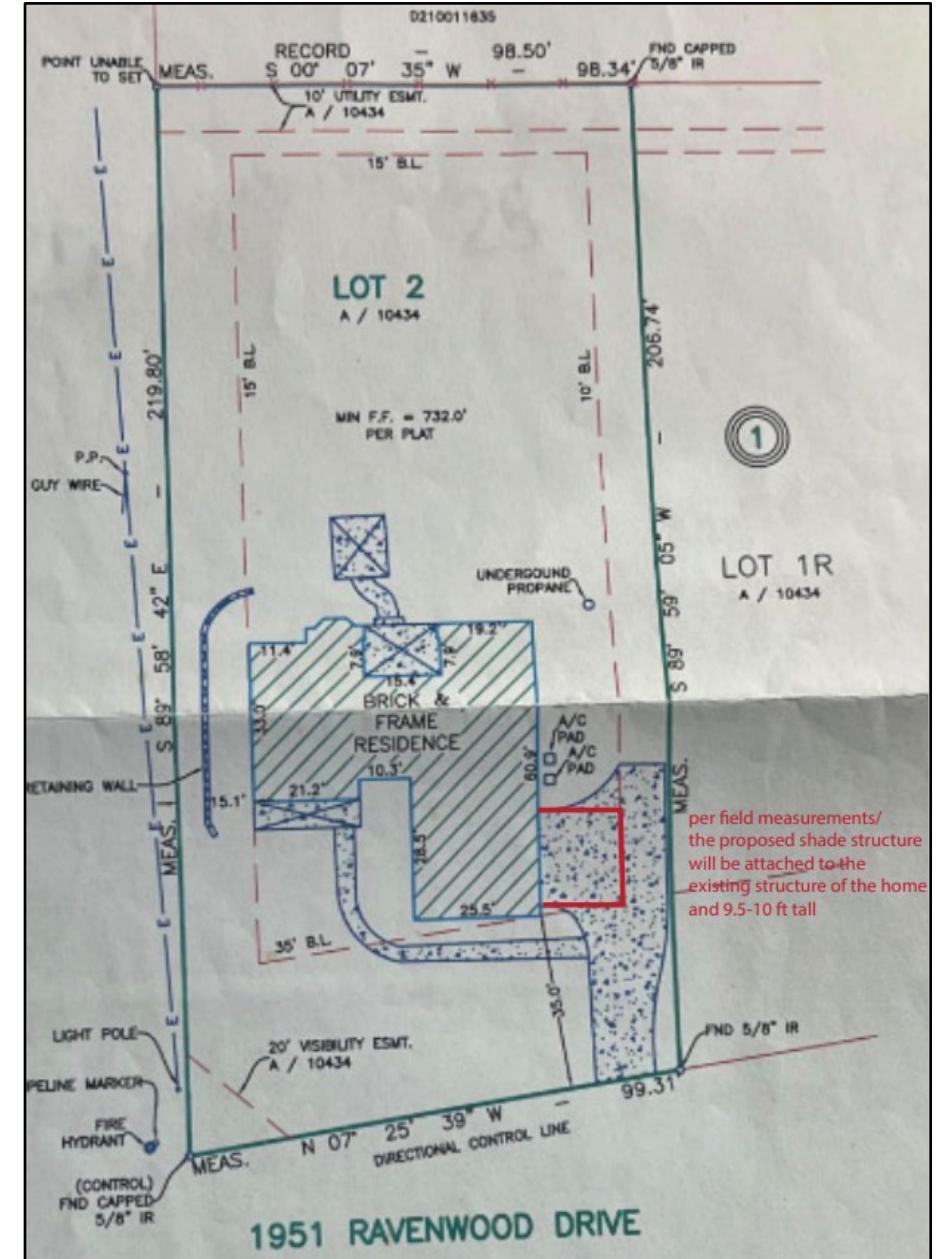 D210011635
RECORD - 98.50'
POINT UNABLE
TO SET
MEAS. S 00° 07' 35" W - 98.34'
FND CAPPED
5/8" IR
10' UTILITY ESMT.
A / 10434
15' B.L.
LOT 2
A / 10434
219.80'
15' B.L.
10' B.L.
206.74'
MIN F.F. = 732.0'
PER PLAT
1
P.P.
GUY WIRE
LOT 1R
A / 10434
UNDERGOUND
PROPANE
MEAS. S 89° 58' 42" E -
MEAS. S 89° 59' 05" W -
11.4'
7.9'
15.4'
7.9'
19.2'
BRICK &
FRAME
RESIDENCE
33.0'
60.9'
A/C
PAD
A/C
PAD
RETAINING WALL
15.1'
21.2'
10.3'
28.5'
25.5'
per field measurements/
the proposed shade structure
will be attached to the
existing structure of the home
and 9.5-10 ft tall
35' B.L.
35.0'
LIGHT POLE
20' VISIBILITY ESMT.
A / 10434
FND 5/8" IR
PELINE MARKER
FIRE
HYDRANT
MEAS. N 07° 25' 39" W - 99.31'
DIRECTIONAL CONTROL LINE
(CONTROL)
FND CAPPED
5/8" IR
1951 RAVENWOOD DRIVE
E E E E E E E E E E